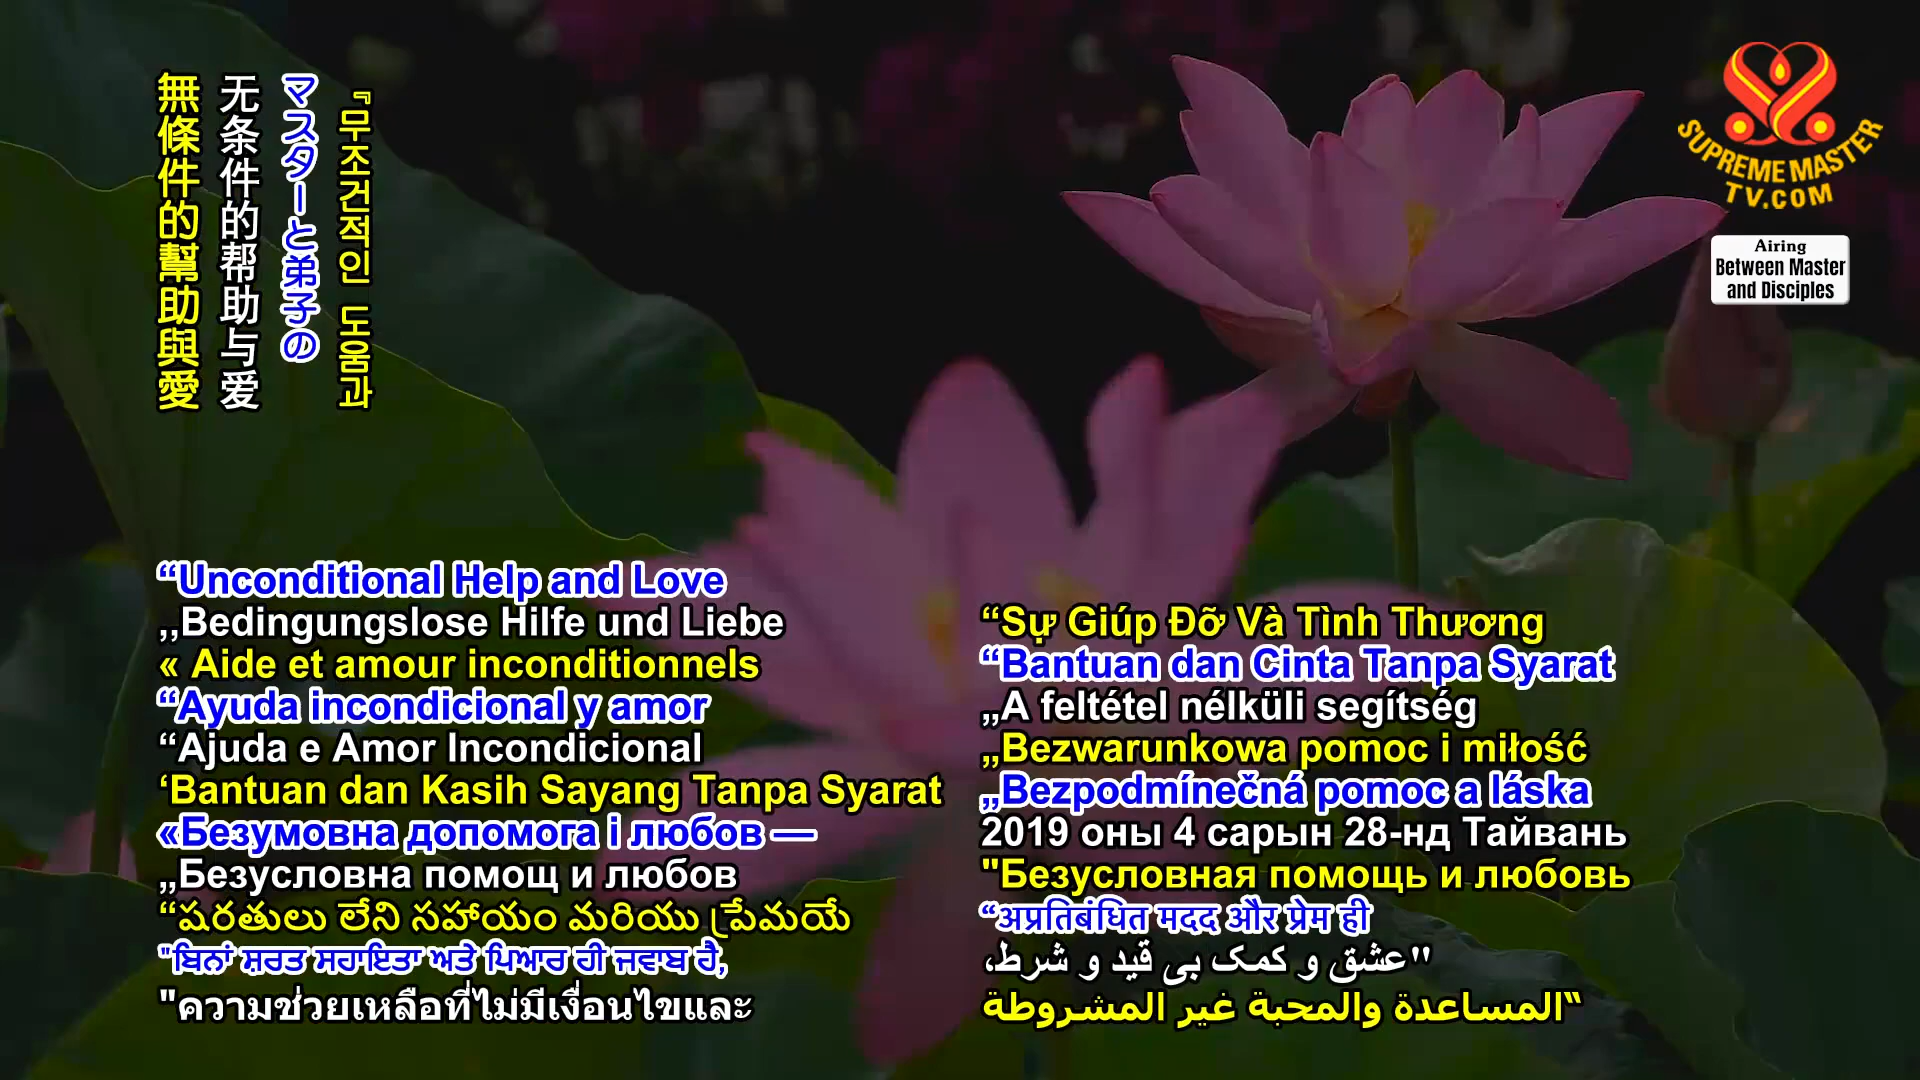 無條件的幫助與愛
无条件的帮助与爱
マスターと弟子の
『무조건적인 도움과
SUPREME MASTER
TV.COM
Airing
Between Master
and Disciples
“Unconditional Help and Love
,,Bedingungslose Hilfe und Liebe
« Aide et amour inconditionnels
“Ayuda incondicional y amor
“Ajuda e Amor Incondicional
‘Bantuan dan Kasih Sayang Tanpa Syarat
«Безумовна допомога і любов —
„Безусловна помощ и любов
“షరతులు లేని సహాయం మరియు ప్రేమయే
"ਬਿਨਾਂ ਸ਼ਰਤ ਸਹਾਇਤਾ ਅਤੇ ਪਿਆਰ ਹੀ ਜਵਾਬ ਹੈ,
"ความช่วยเหลือที่ไม่มีเงื่อนไขและ
“Sự Giúp Đỡ Và Tình Thương
“Bantuan dan Cinta Tanpa Syarat
„A feltétel nélküli segítség
„Bezwarunkowa pomoc i miłość
„Bezpodmínečná pomoc a láska
2019 оны 4 сарын 28-нд Тайвань
"Безусловная помощь и любовь
“अप्रतिबंधित मदद और प्रेम ही
"عشق و کمک بی قید و شرط،
“المساعدة والمحبة غير المشروطة